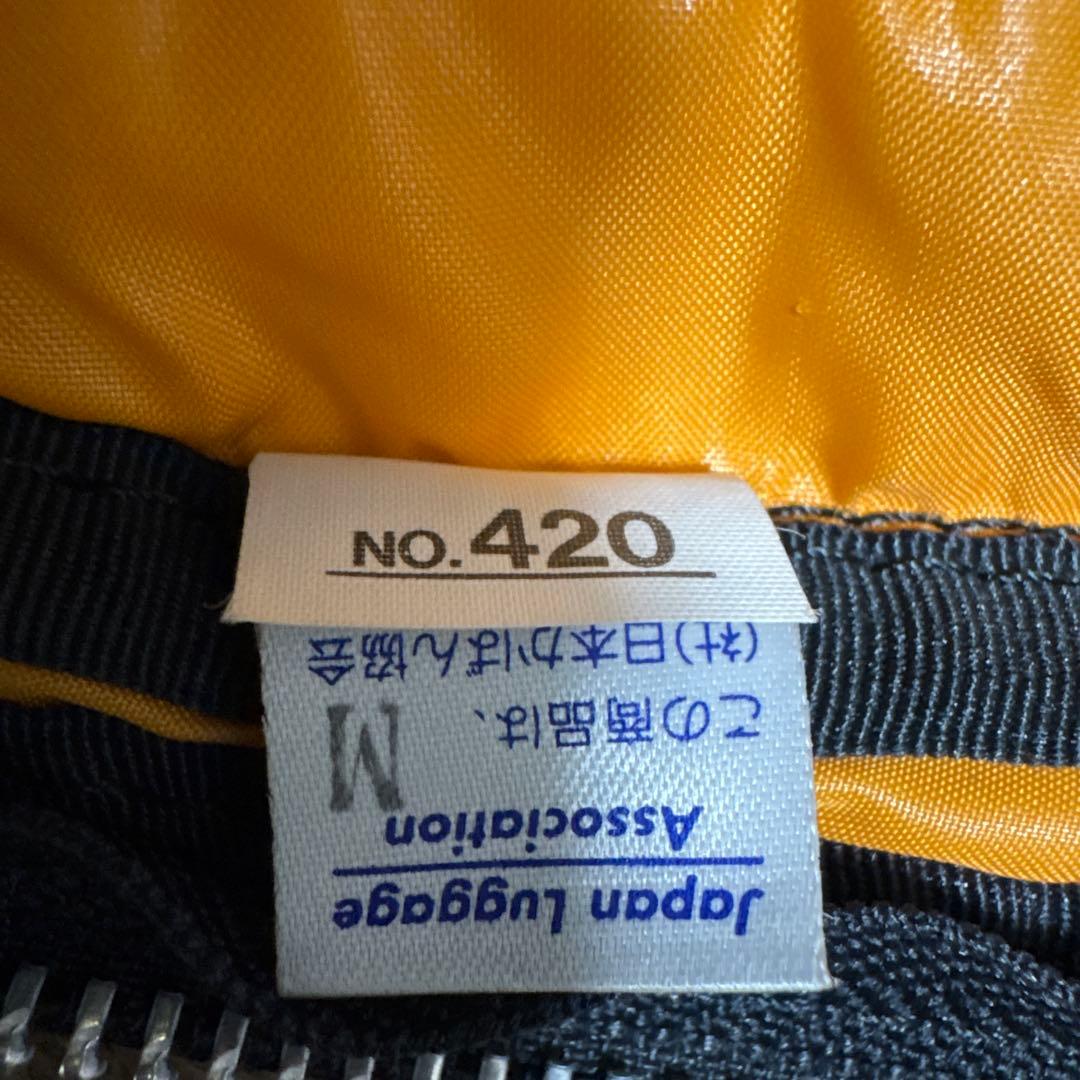 NO.420
Japan Luggage
Association
M
この商品は、
(社)日本かばん協会